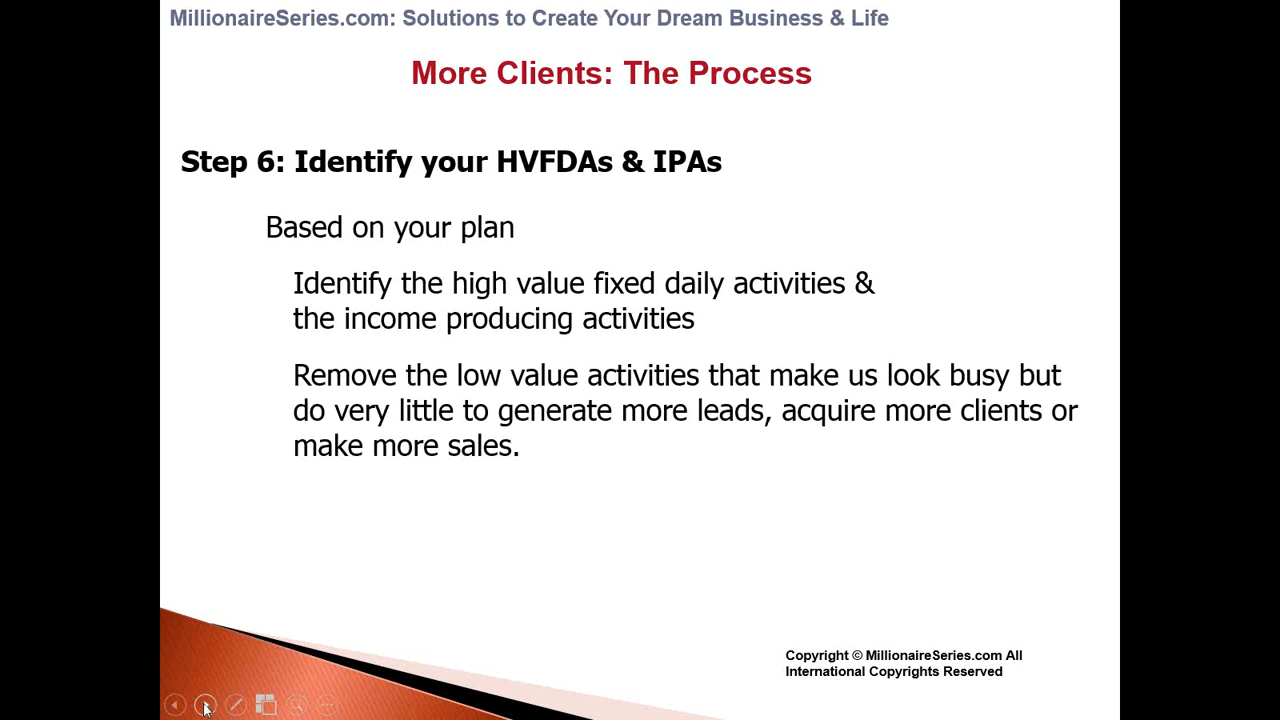 MillionaireSeries.com: Solutions to Create Your Dream Business & Life
More Clients: The Process
Step 6: Identify your HVFDAs & IPAs
Based on your plan
Identify the high value fixed daily activities &
the income producing activities
Remove the low value activities that make us look busy but
do very little to generate more leads, acquire more clients or
make more sales.
Copyright © MillionaireSeries.com All
International Copyrights Reserved